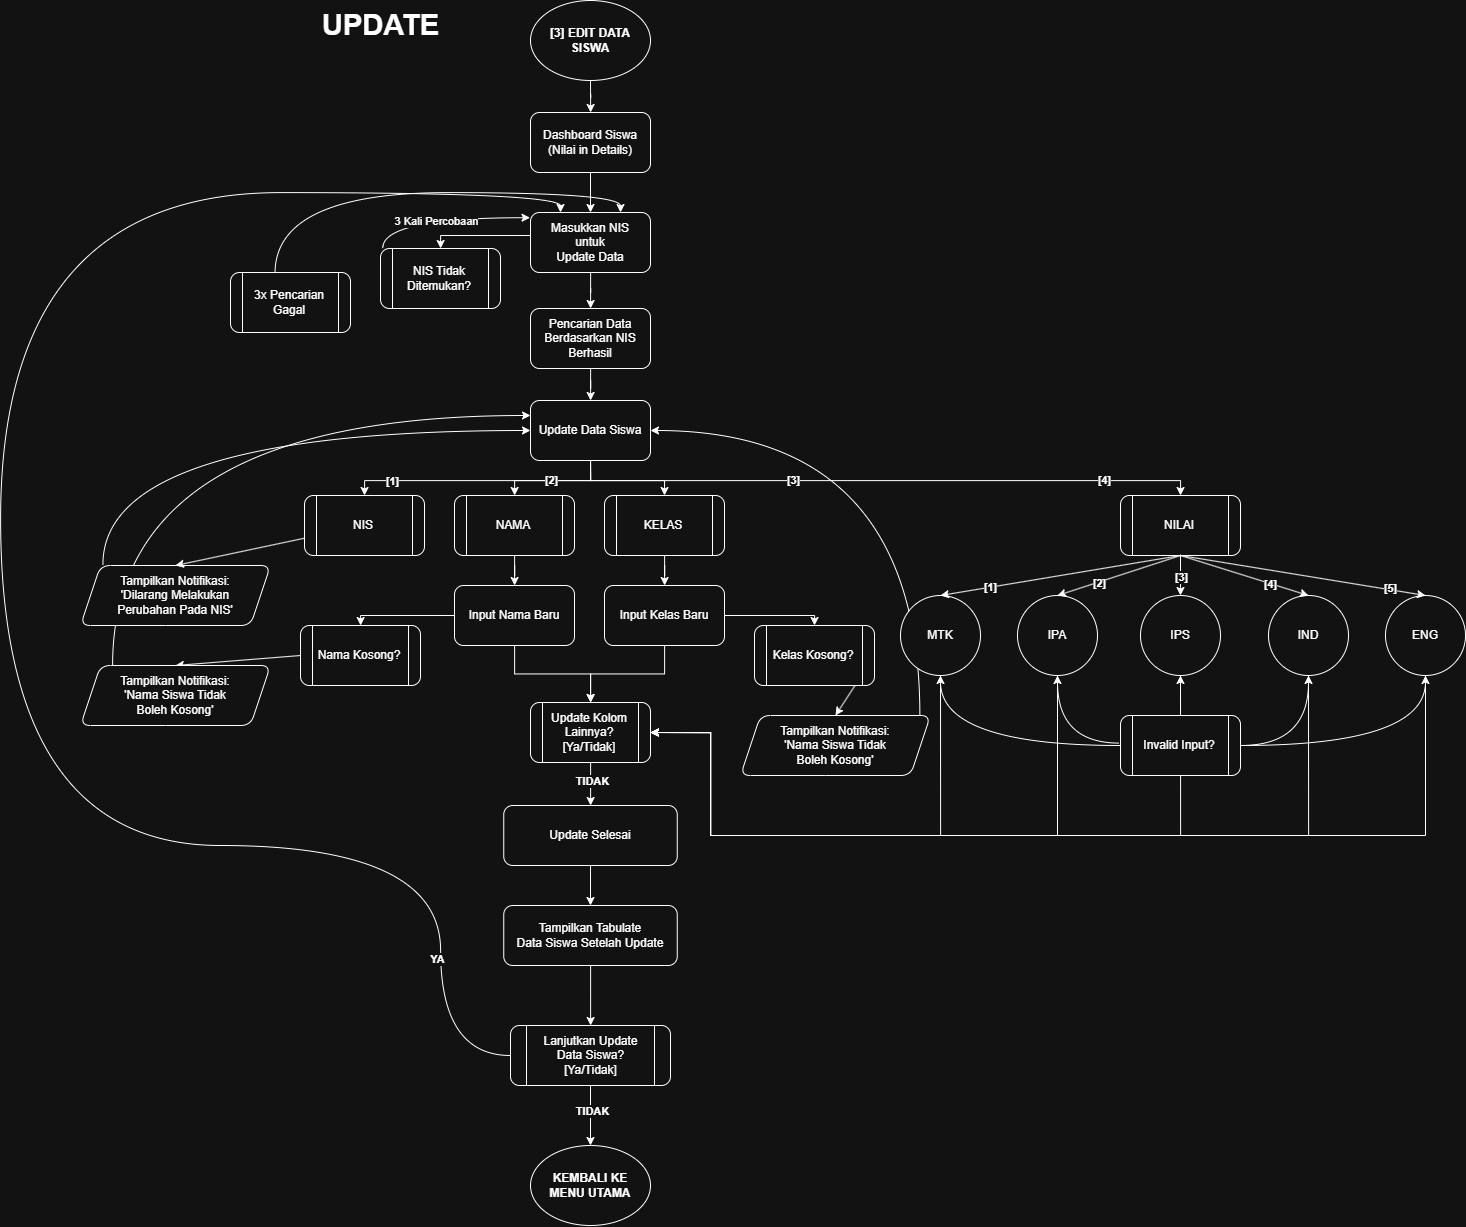 UPDATE
[3] EDIT DATA
SISWA
Dashboard Siswa
(Nilai in Details)
3 Kali Percobaan
Masukkan NIS
untuk
Update Data
NIS Tidak
Ditemukan?
3x Pencarian
Gagal
Pencarian Data
Berdasarkan NIS
Berhasil
Update Data Siswa
[1]
[2]
[3]
[4]
NIS
NAMA
KELAS
NILAI
Tampilkan Notifikasi:
'Dilarang Melakukan
Perubahan Pada NIS'
[1]
[2]
[3]
[4]
[5]
Input Nama Baru
Input Kelas Baru
MTK
IPA
IPS
IND
ENG
Nama Kosong?
Kelas Kosong?
Tampilkan Notifikasi:
'Nama Siswa Tidak
Boleh Kosong'
Update Kolom
Lainnya?
[Ya/Tidak]
Tampilkan Notifikasi:
'Nama Siswa Tidak
Boleh Kosong'
Invalid Input?
TIDAK
Update Selesai
Tampilkan Tabulate
Data Siswa Setelah Update
YA
Lanjutkan Update
Data Siswa?
[Ya/Tidak]
TIDAK
KEMBALI KE
MENU UTAMA